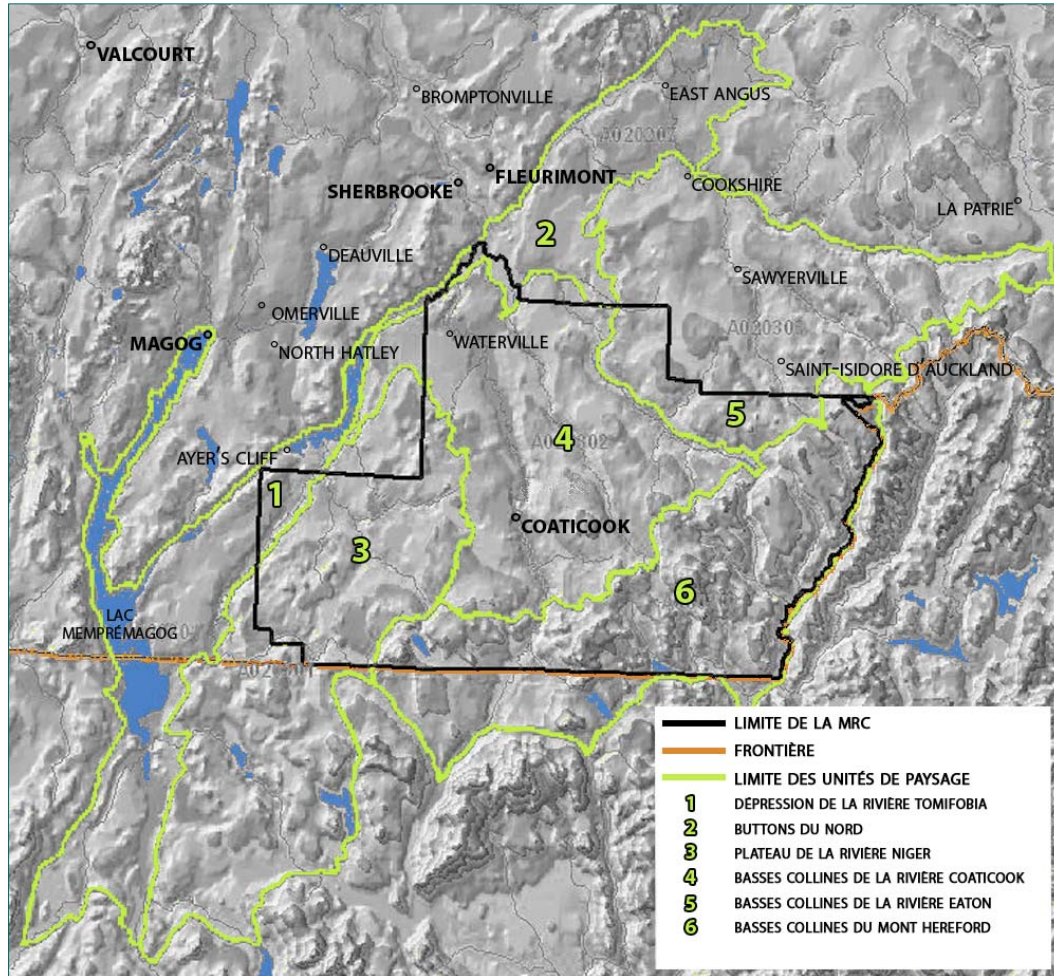 VALCOURT
BROMPTONVILLE
EAST ANGUS
A020207
FLEURIMONT
SHERBROOKE
COOKSHIRE
LA PATRIE
2
DEAUVILLE
SAWYERVILLE
OMERVILLE
A020303
MAGOG
NORTH HATLEY
WATERVILLE
SAINT-ISIDORE D'AUCKLAND
5
4
AYER'S CLIFF
1
COATICOOK
3
6
LAC
MEMPRÉMAGOG
LIMITE DE LA MRC
FRONTIÈRE
LIMITE DES UNITÉS DE PAYSAGE
1 DÉPRESSION DE LA RIVIÈRE TOMIFOBIA
2 BUTTONS DU NORD
3 PLATEAU DE LA RIVIÈRE NIGER
4 BASSES COLLINES DE LA RIVIÈRE COATICOOK
5 BASSES COLLINES DE LA RIVIÈRE EATON
6 BASSES COLLINES DU MONT HEREFORD